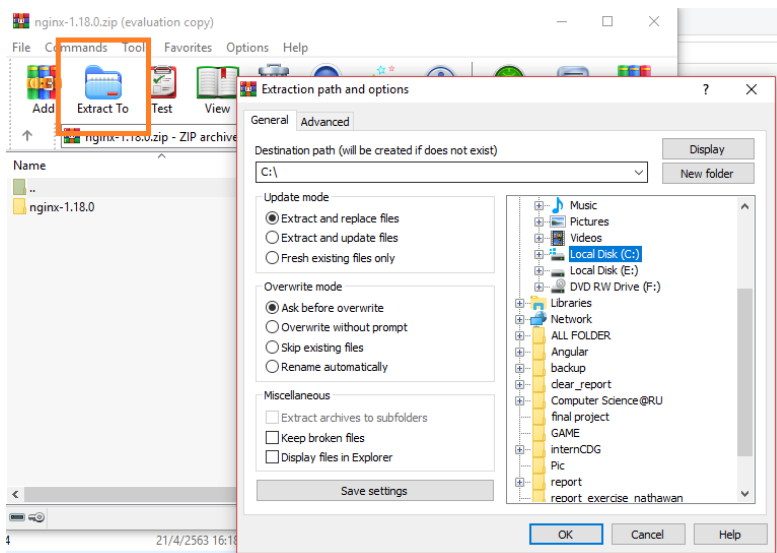 nginx-1.18.0.zip (evaluation copy)
File Commands Tools Favorites Options Help
Add Extract To Test View
nginx-1.18.0.zip - ZIP archive
Name
..
nginx-1.18.0
21/4/2563 16:18
Extraction path and options
General Advanced
Destination path (will be created if does not exist)
Display
C:\
New folder
Update mode
Extract and replace files
Extract and update files
Fresh existing files only
Overwrite mode
Ask before overwrite
Overwrite without prompt
Skip existing files
Rename automatically
Miscellaneous
Extract archives to subfolders
Keep broken files
Display files in Explorer
Save settings
Music
Pictures
Videos
Local Disk (C:)
Local Disk (E:)
DVD RW Drive (F:)
Libraries
Network
ALL FOLDER
Angular
backup
clear_report
Computer Science@RU
final project
GAME
internCDG
Pic
report
report_exercise_nathawan
OK Cancel Help